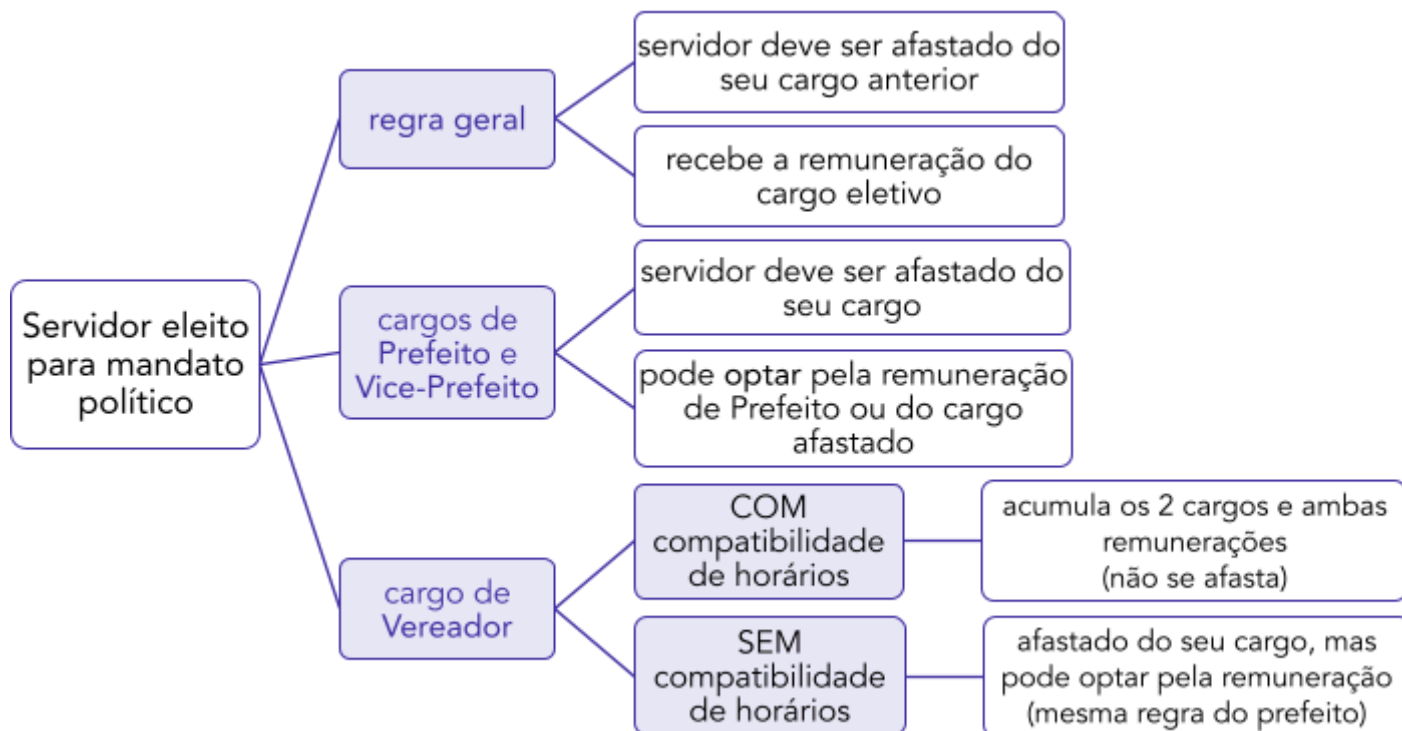 Servidor eleito
para mandato
político
regra geral
servidor deve ser afastado do
seu cargo anterior
recebe a remuneração do
cargo eletivo
cargos de
Prefeito e
Vice-Prefeito
servidor deve ser afastado do
seu cargo
pode optar pela remuneração
de Prefeito ou do cargo
afastado
cargo de
Vereador
COM
compatibilidade
de horários
acumula os 2 cargos e ambas
remunerações
(não se afasta)
SEM
compatibilidade
de horários
afastado do seu cargo, mas
pode optar pela remuneração
(mesma regra do prefeito)